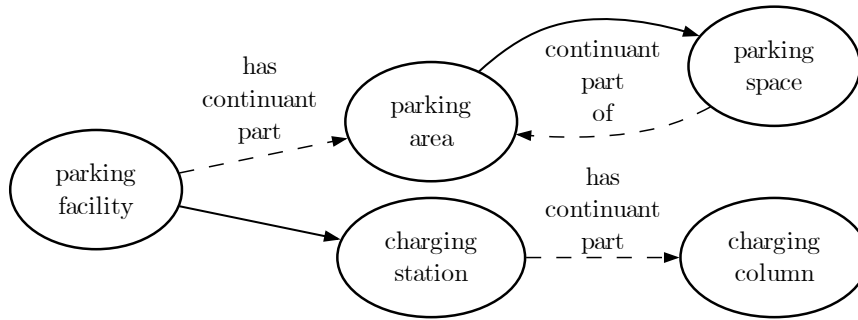 has
continuant
part
parking
facility
parking
area
continuant
part
of
parking
space
charging
station
has
continuant
part
charging
column